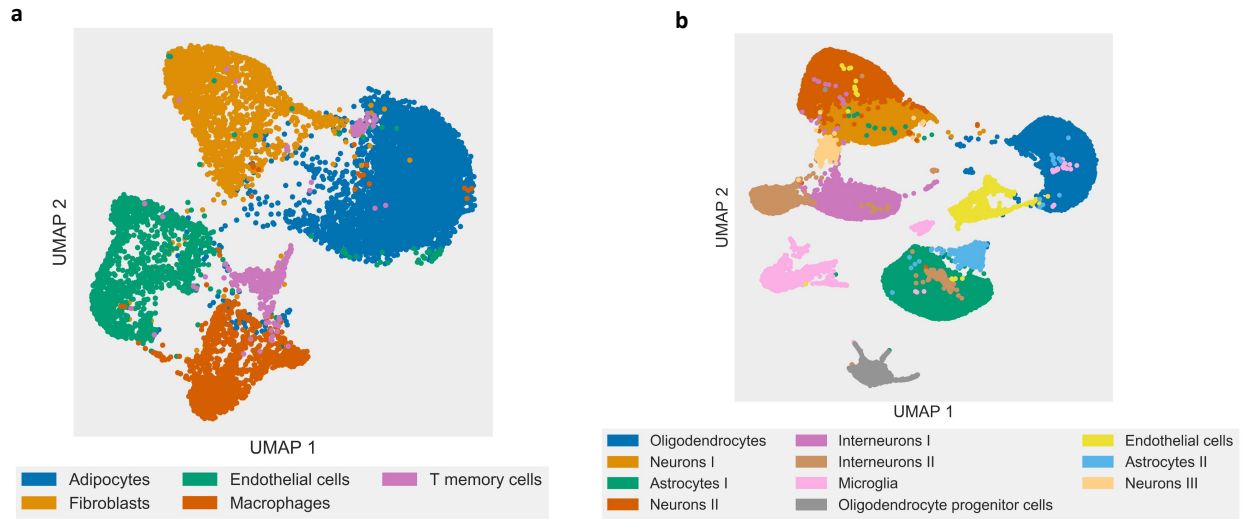 a
b
UMAP 2
UMAP 1
UMAP 2
UMAP 1
Adipocytes
Endothelial cells
T memory cells
Fibroblasts
Macrophages
Oligodendrocytes
Interneurons I
Endothelial cells
Neurons I
Interneurons II
Astrocytes II
Astrocytes I
Microglia
Neurons III
Neurons II
Oligodendrocyte progenitor cells